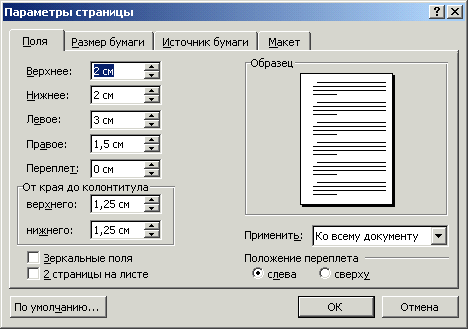 Параметры страницы
Поля Размер бумаги Источник бумаги Макет
Верхнее: 2 см
Нижнее: 2 см
Левое: 3 см
Правое: 1,5 см
Переплет: 0 см
От края до колонтитула
верхнего: 1,25 см
нижнего: 1,25 см
Зеркальные поля
2 страницы на листе
Образец
Применить: Ко всему документу
Положение переплета
слева сверху
По умолчанию... ОК Отмена